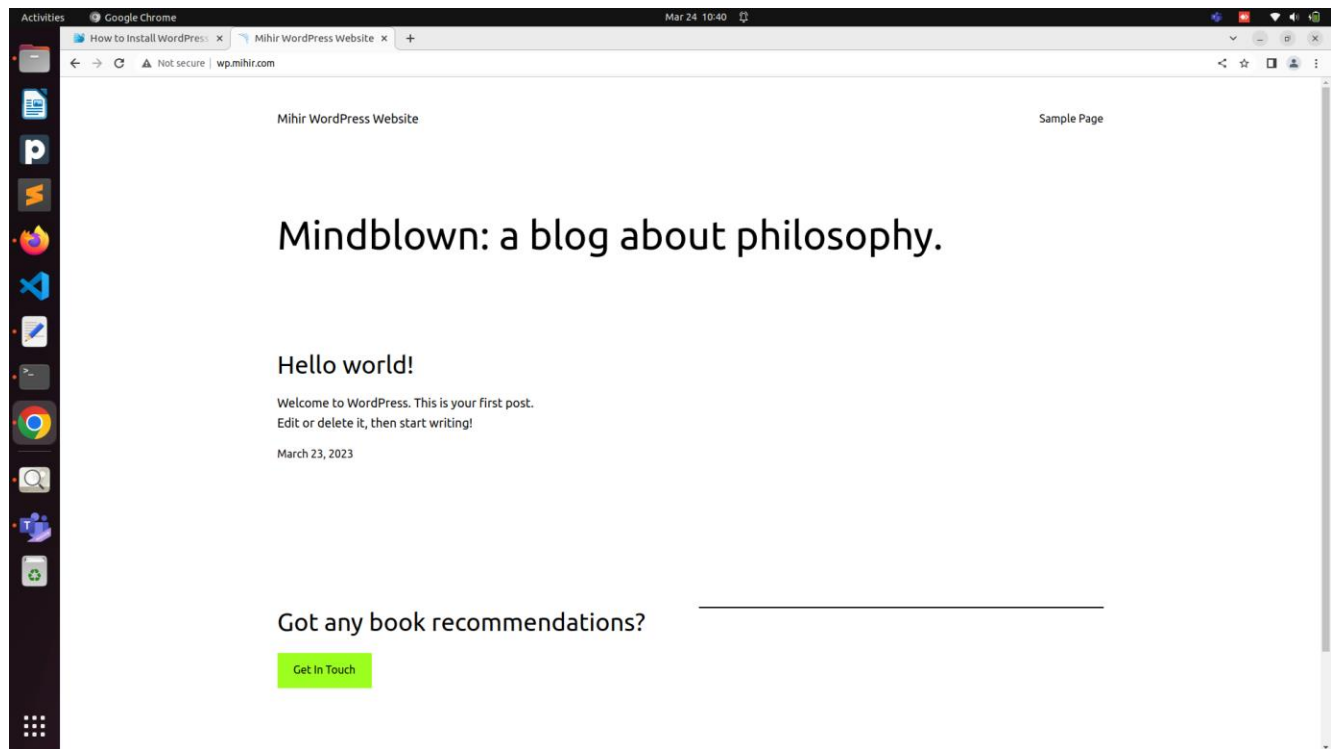 Activities Google Chrome Mar 24 10:40
How to Install WordPres Mihir WordPress Website
Not secure wp.mihir.com
Mihir WordPress Website Sample Page
Mindblown: a blog about philosophy.
Hello world!
Welcome to WordPress. This is your first post.
Edit or delete it, then start writing!
March 23, 2023
Got any book recommendations?
Get In Touch